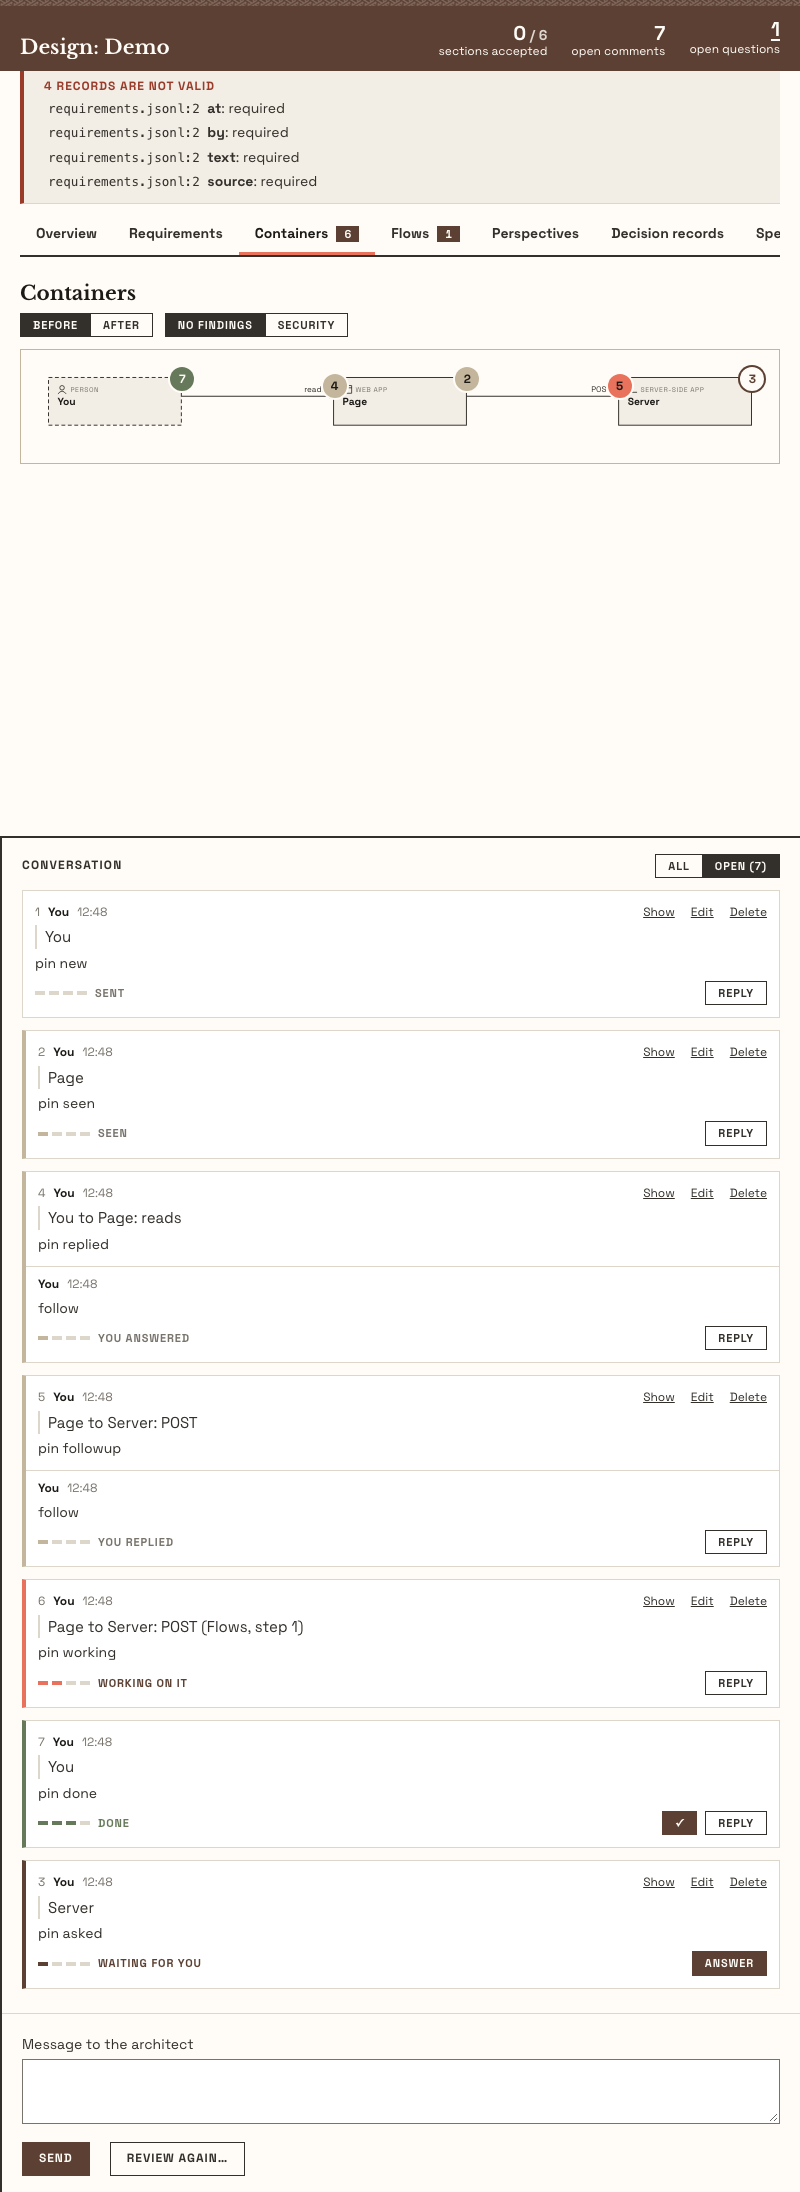 Design: Demo
0 / 6
sections accepted
7
open comments
1
open questions
4 RECORDS ARE NOT VALID
requirements.jsonl:2 at: required
requirements.jsonl:2 by: required
requirements.jsonl:2 text: required
requirements.jsonl:2 source: required
Overview Requirements Containers 6 Flows 1 Perspectives Decision records Spe
Containers
BEFORE AFTER NO FINDINGS SECURITY
PERSON
You
7
read
4
WEB APP
Page
2
POS
5
SERVER-SIDE APP
Server
3
CONVERSATION
ALL OPEN (7)
1 You 12:48 Show Edit Delete
You
pin new
SENT REPLY
2 You 12:48 Show Edit Delete
Page
pin seen
SEEN REPLY
4 You 12:48 Show Edit Delete
You to Page: reads
pin replied
You 12:48
follow
YOU ANSWERED REPLY
5 You 12:48 Show Edit Delete
Page to Server: POST
pin followup
You 12:48
follow
YOU REPLIED REPLY
6 You 12:48 Show Edit Delete
Page to Server: POST (Flows, step 1)
pin working
WORKING ON IT REPLY
7 You 12:48
You
pin done
DONE ✓ REPLY
3 You 12:48 Show Edit Delete
Server
pin asked
WAITING FOR YOU ANSWER
Message to the architect
SEND REVIEW AGAIN...